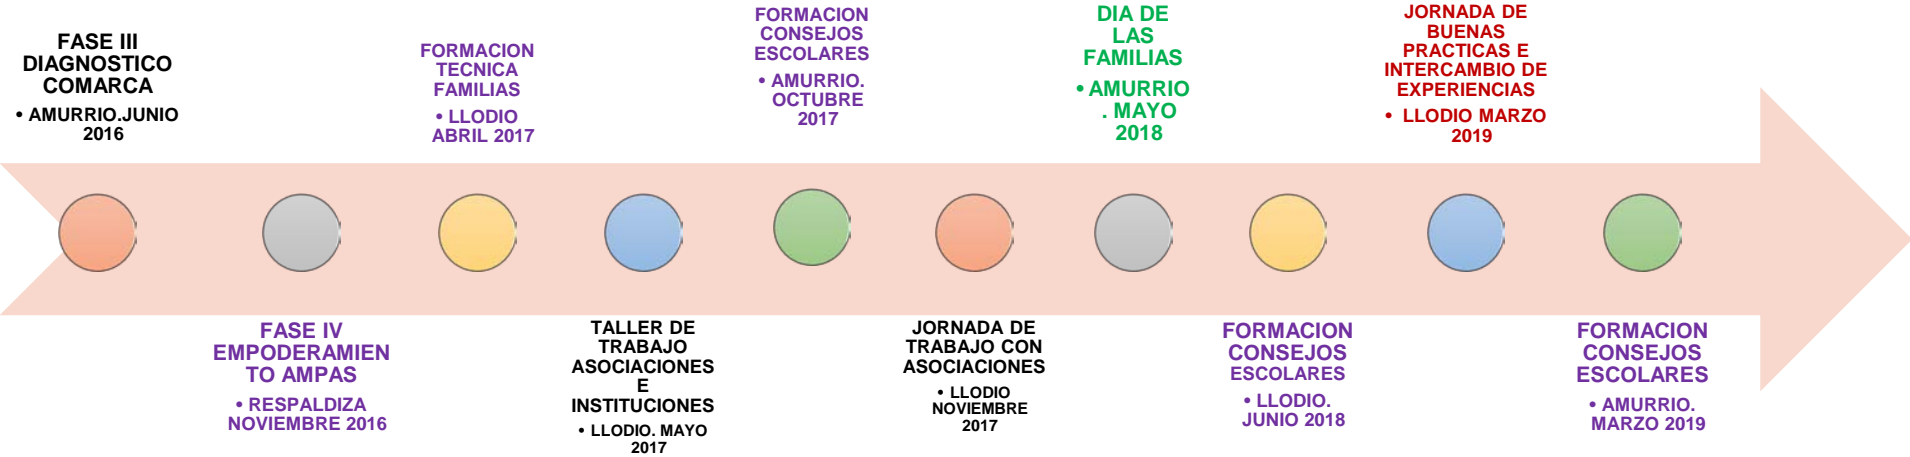 FASE III
DIAGNOSTICO
COMARCA
• AMURRIO.JUNIO
2016
FASE IV
EMPODERAMIEN
TO AMPAS
• RESPALDIZA
NOVIEMBRE 2016
FORMACION
TECNICA
FAMILIAS
• LLODIO
ABRIL 2017
TALLER DE
TRABAJO
ASOCIACIONES
E
INSTITUCIONES
• LLODIO. MAYO
2017
FORMACION
CONSEJOS
ESCOLARES
• AMURRIO.
OCTUBRE
2017
JORNADA DE
TRABAJO CON
ASOCIACIONES
• LLODIO
NOVIEMBRE
2017
DIA DE
LAS
FAMILIAS
• AMURRIO
. MAYO
2018
FORMACION
CONSEJOS
ESCOLARES
• LLODIO.
JUNIO 2018
JORNADA DE
BUENAS
PRACTICAS E
INTERCAMBIO DE
EXPERIENCIAS
• LLODIO MARZO
2019
FORMACION
CONSEJOS
ESCOLARES
• AMURRIO.
MARZO 2019